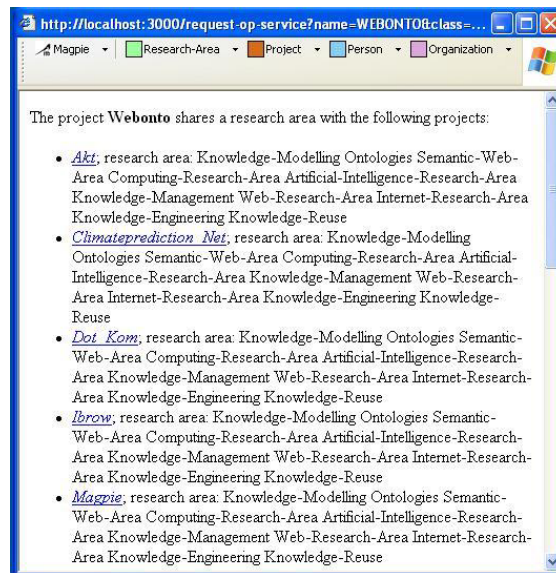 http://localhost:3000/request-op-service?name=WEBONTO&class=...
Magpie Research-Area Project Person Organization
The project Webonto shares a research area with the following projects:
• Akt; research area: Knowledge-Modelling Ontologies Semantic-Web-
Area Computing-Research-Area Artificial-Intelligence-Research-Area
Knowledge-Management Web-Research-Area Internet-Research-Area
Knowledge-Engineering Knowledge-Reuse
• Climateprediction Net; research area: Knowledge-Modelling
Ontologies Semantic-Web-Area Computing-Research-Area Artificial-
Intelligence-Research-Area Knowledge-Management Web-Research-
Area Internet-Research-Area Knowledge-Engineering Knowledge-
Reuse
• Dot Kom; research area: Knowledge-Modelling Ontologies Semantic-
Web-Area Computing-Research-Area Artificial-Intelligence-Research-
Area Knowledge-Management Web-Research-Area Internet-Research-
Area Knowledge-Engineering Knowledge-Reuse
• Ibrow; research area: Knowledge-Modelling Ontologies Semantic-
Web-Area Computing-Research-Area Artificial-Intelligence-Research-
Area Knowledge-Management Web-Research-Area Internet-Research-
Area Knowledge-Engineering Knowledge-Reuse
• Magpie; research area: Knowledge-Modelling Ontologies Semantic-
Web-Area Computing-Research-Area Artificial-Intelligence-Research-
Area Knowledge-Management Web-Research-Area Internet-Research-
Area Knowledge-Engineering Knowledge-Reuse